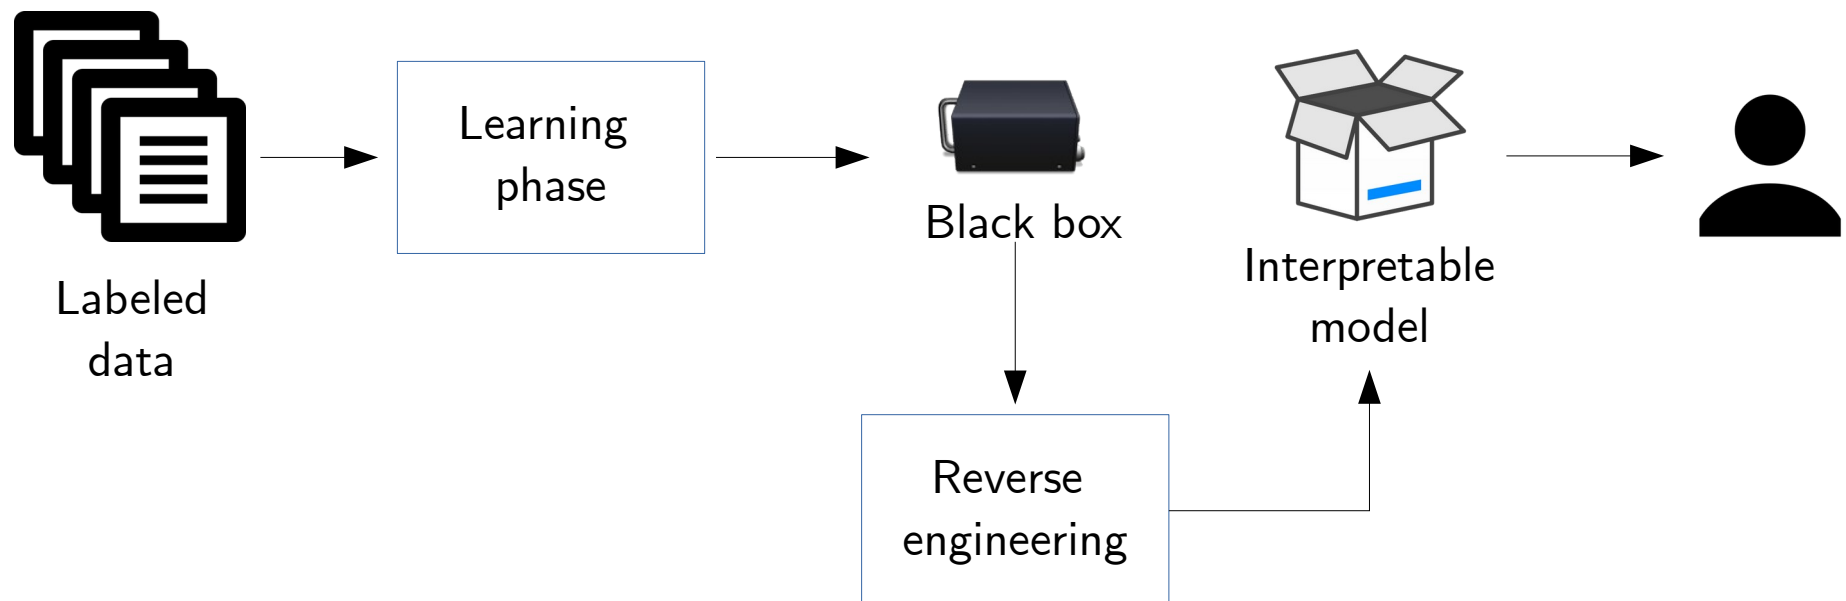 Labeled
data
Learning
phase
Black box
Interpretable
model
Reverse
engineering